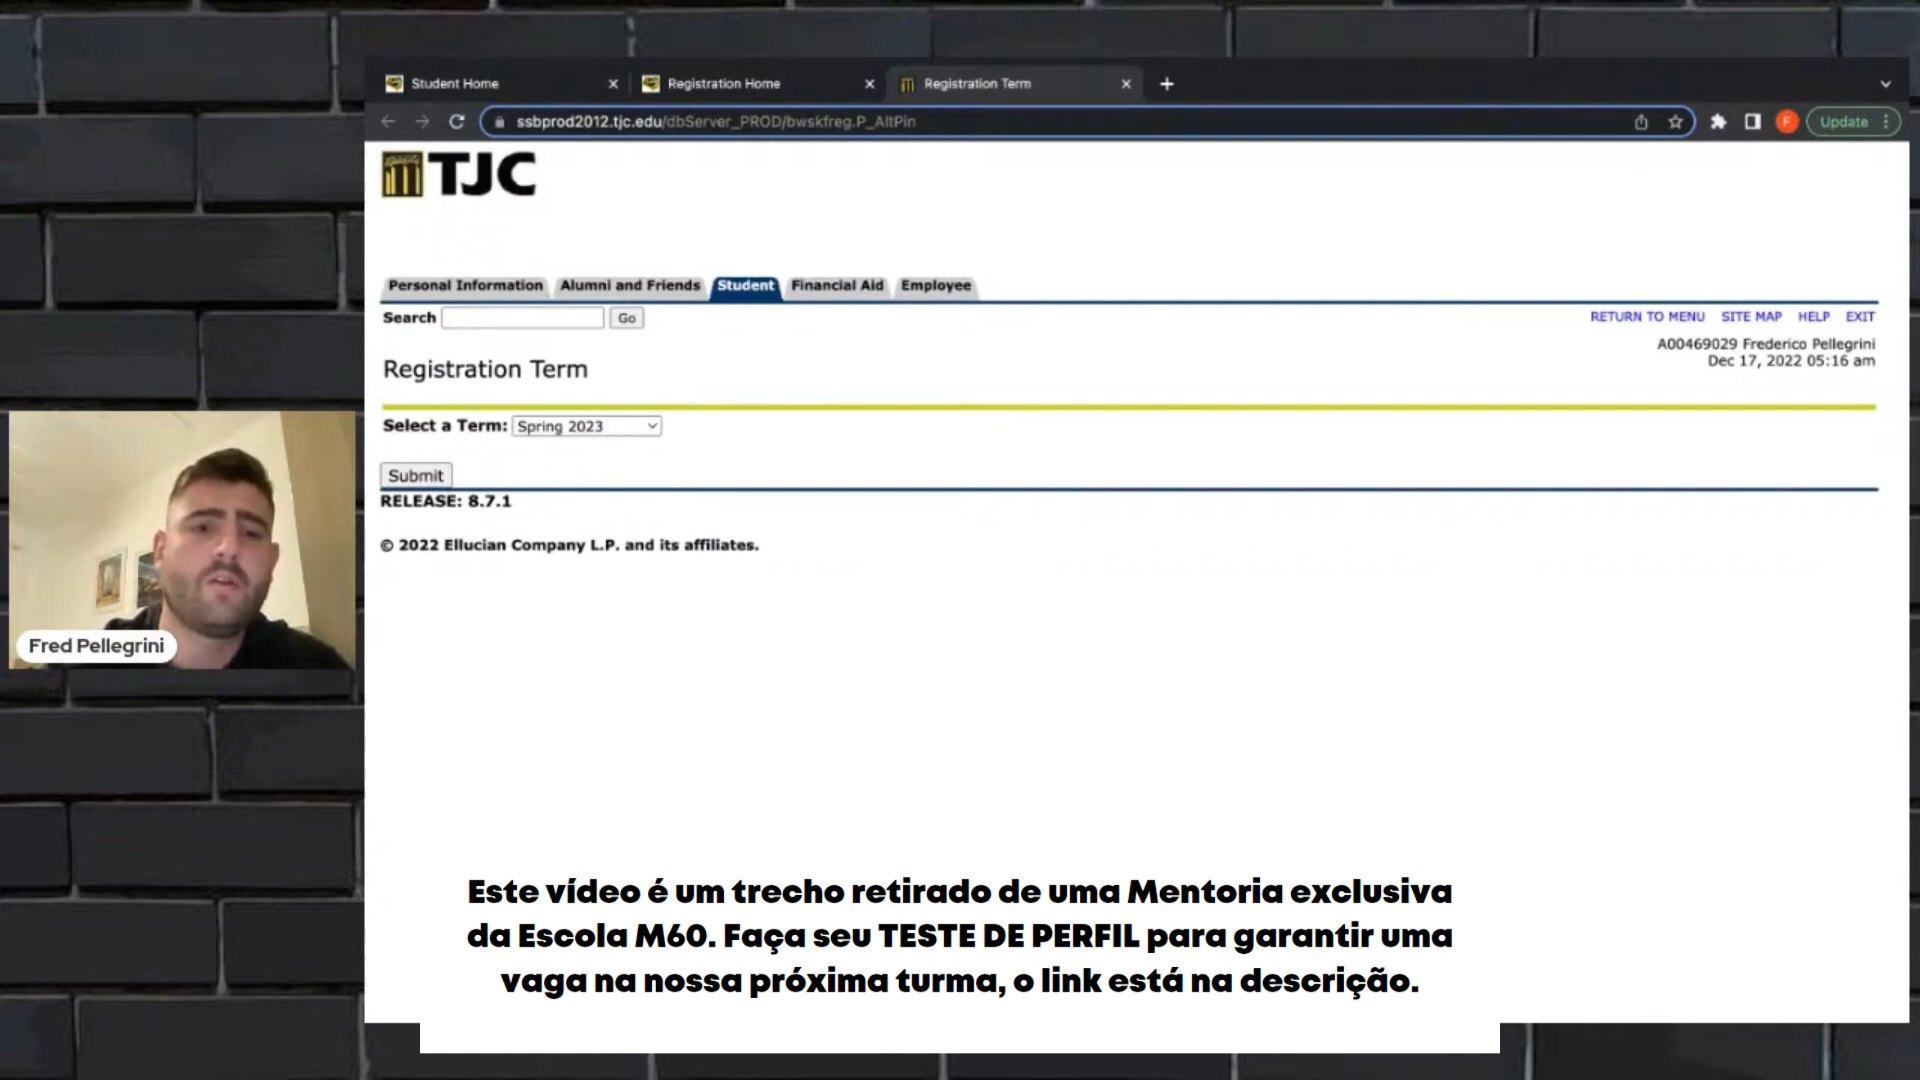 Student Home
Registration Home
Registration Term
ssbprod2012.tjc.edu/dbServer_PROD/bwskfreg.P_AltPin
F
Update
TJC
Personal Information
Alumni and Friends
Student
Financial Aid
Employee
Search
Go
RETURN TO MENU SITE MAP HELP EXIT
A00469029 Frederico Pellegrini
Dec 17, 2022 05:16 am
Registration Term
Select a Term: Spring 2023
Submit
RELEASE: 8.7.1
© 2022 Ellucian Company L.P. and its affiliates.
Fred Pellegrini
Este vídeo é um trecho retirado de uma Mentoria exclusiva
da Escola M60. Faça seu TESTE DE PERFIL para garantir uma
vaga na nossa próxima turma, o link está na descrição.